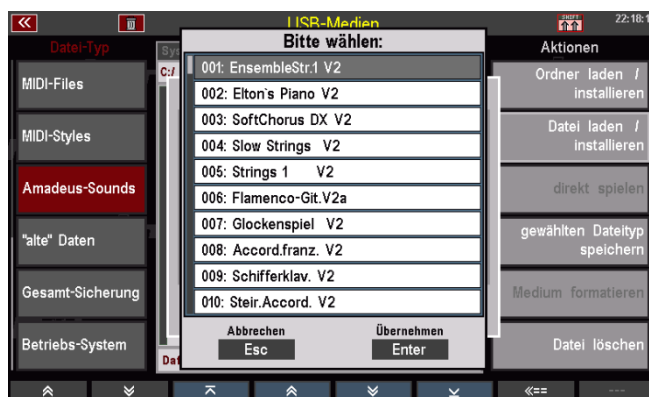 USB-Medien
SHIFT
22:18:1
Datei-Typ
Sys
Bitte wählen:
Aktionen
C:/
MIDI-Files
MIDI-Styles
Amadeus-Sounds
"alte" Daten
Gesamt-Sicherung
Betriebs-System
001: EnsembleStr.1 V2
002: Elton`s Piano V2
003: SoftChorus DX V2
004: Slow Strings V2
005: Strings 1 V2
006: Flamenco-Git.V2a
007: Glockenspiel V2
008: Accord.franz. V2
009: Schifferklav. V2
010: Steir.Accord. V2
Abbrechen
Esc
Übernehmen
Enter
Dat
Ordner laden /
installieren
Datei laden /
installieren
direkt spielen
gewählten Dateityp
speichern
Medium formatieren
Datei löschen
«==
---